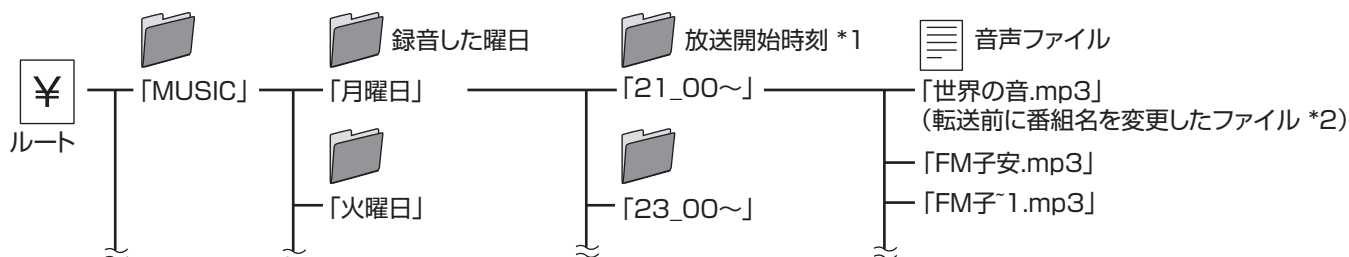 録音した曜日
放送開始時刻 *1
音声ファイル
¥
ルート
「MUSIC」
「月曜日」
「21_00～」
「世界の音.mp3」
(転送前に番組名を変更したファイル *2)
「FM子安.mp3」
「火曜日」
「23_00～」
「FM子~1.mp3」